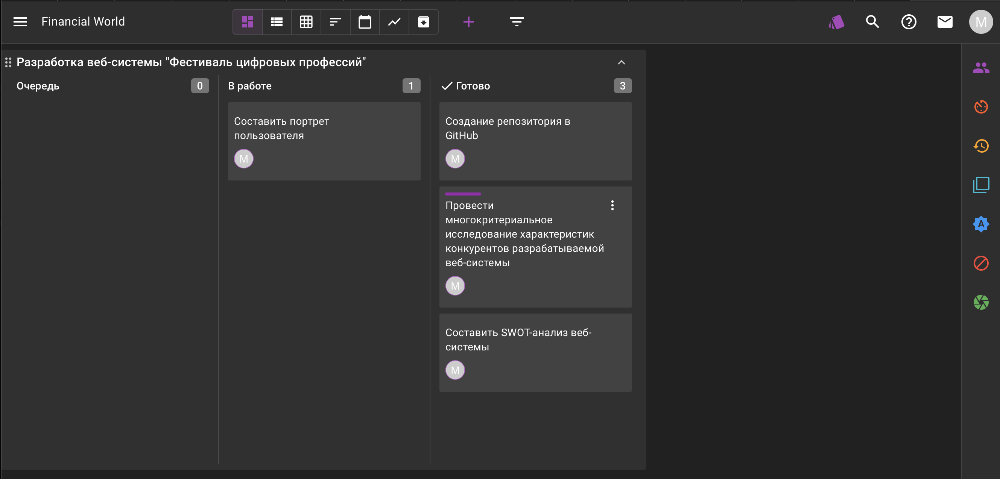 Financial World
M
Разработка веб-системы "Фестиваль цифровых профессий"
Очередь 0
В работе 1
Готово 3
Составить портрет
пользователя
M
Создание репозитория в
GitHub
M
Провести
многокритериальное
исследование характеристик
конкурентов разрабатываемой
веб-системы
M
Составить SWOT-анализ веб-
системы
M
A